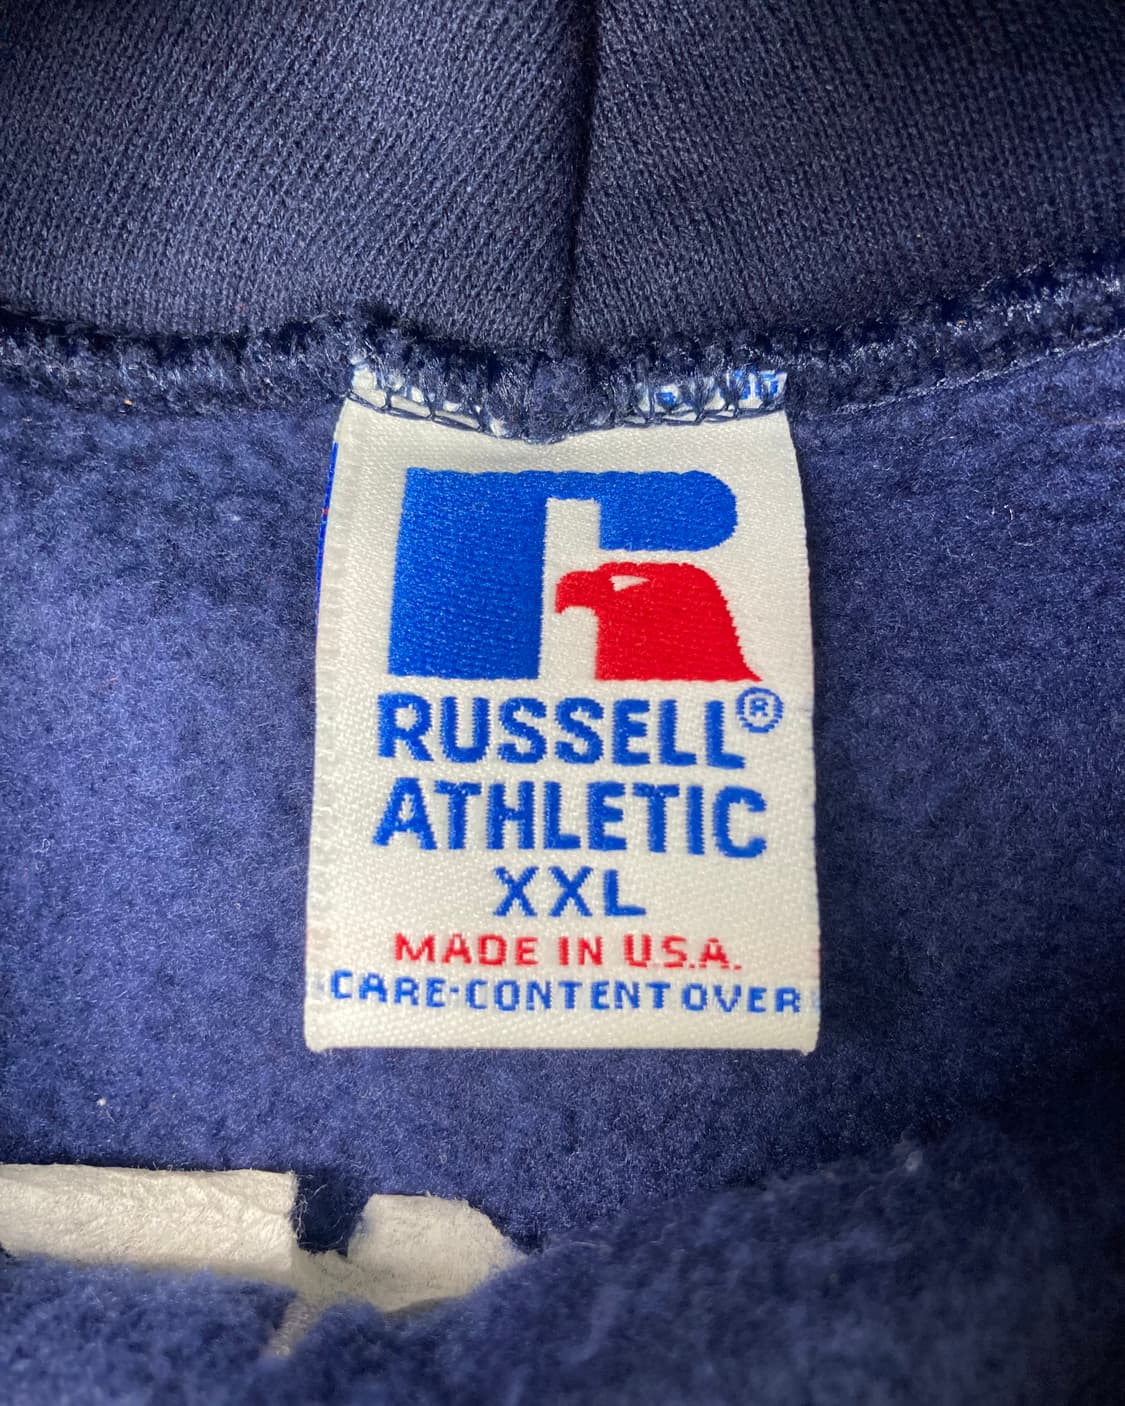 RUSSELL®
ATHLETIC
XXL
MADE IN U.S.A.
CARE-CONTENT OVER